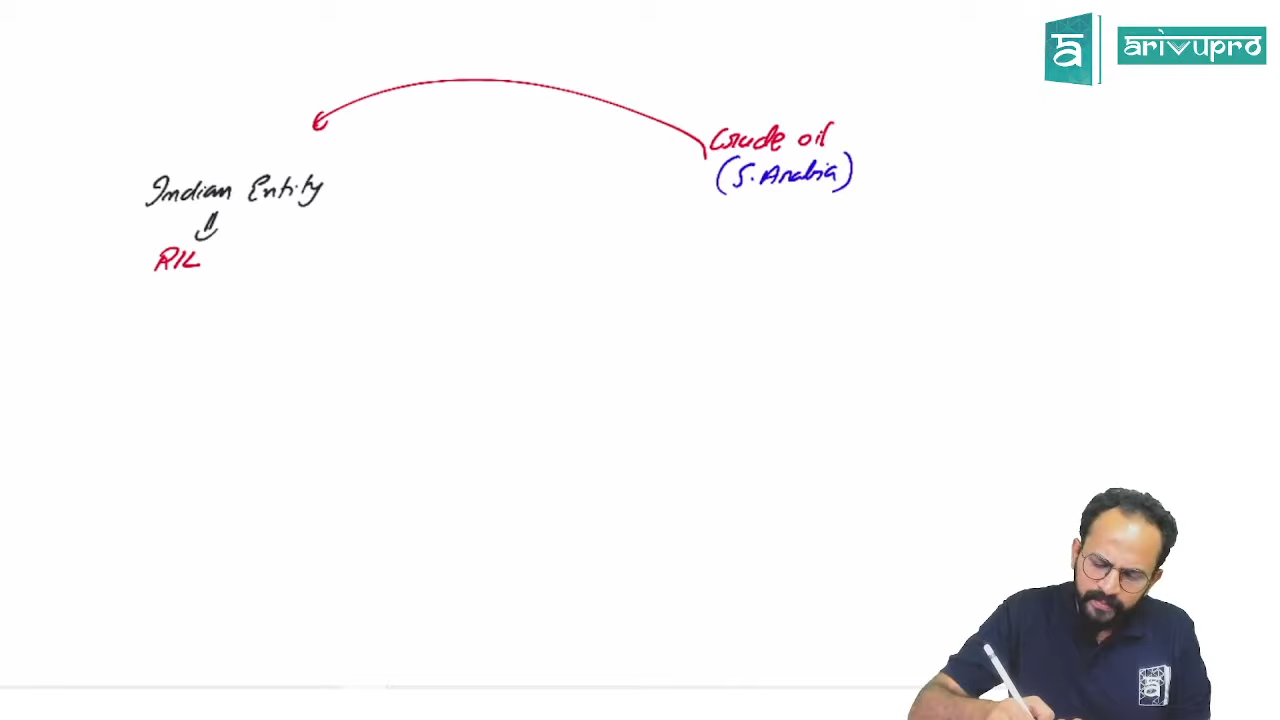 a arivupro
Crude oil
(S. Arabia)
Indian Entity
RIL
a